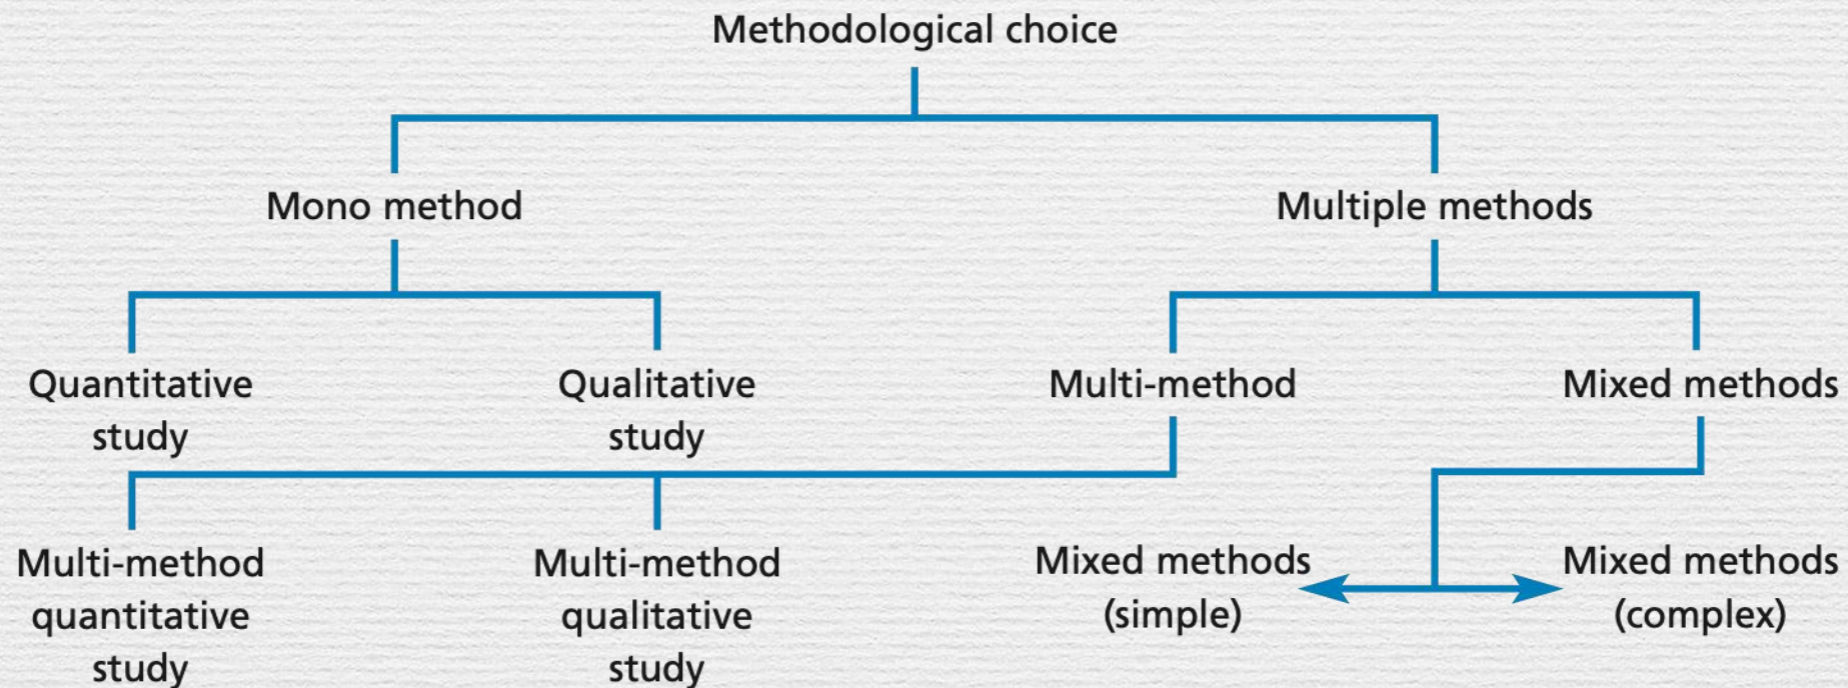 Methodological choice
Mono method
Multiple methods
Quantitative
study
Qualitative
study
Multi-method
Mixed methods
Multi-method
quantitative
study
Multi-method
qualitative
study
Mixed methods
(simple)
Mixed methods
(complex)